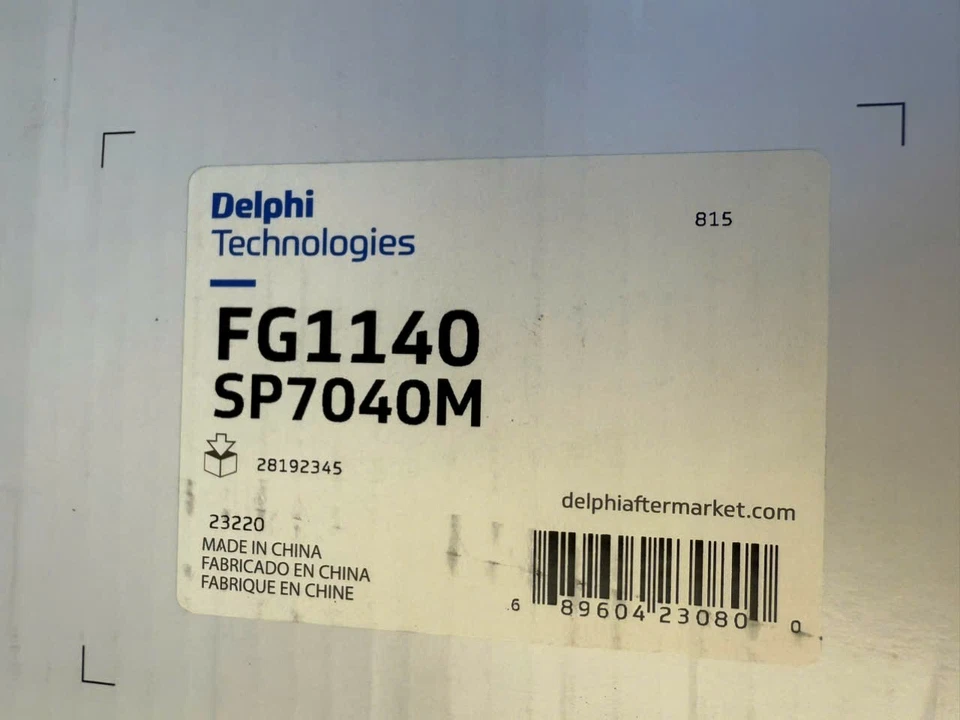 Delphi
Technologies
815
FG1140
SP7040M
28192345
delphiaftermarket.com
23220
MADE IN CHINA
FABRICADO EN CHINA
FABRIQUE EN CHINE
6 89604 23080 0